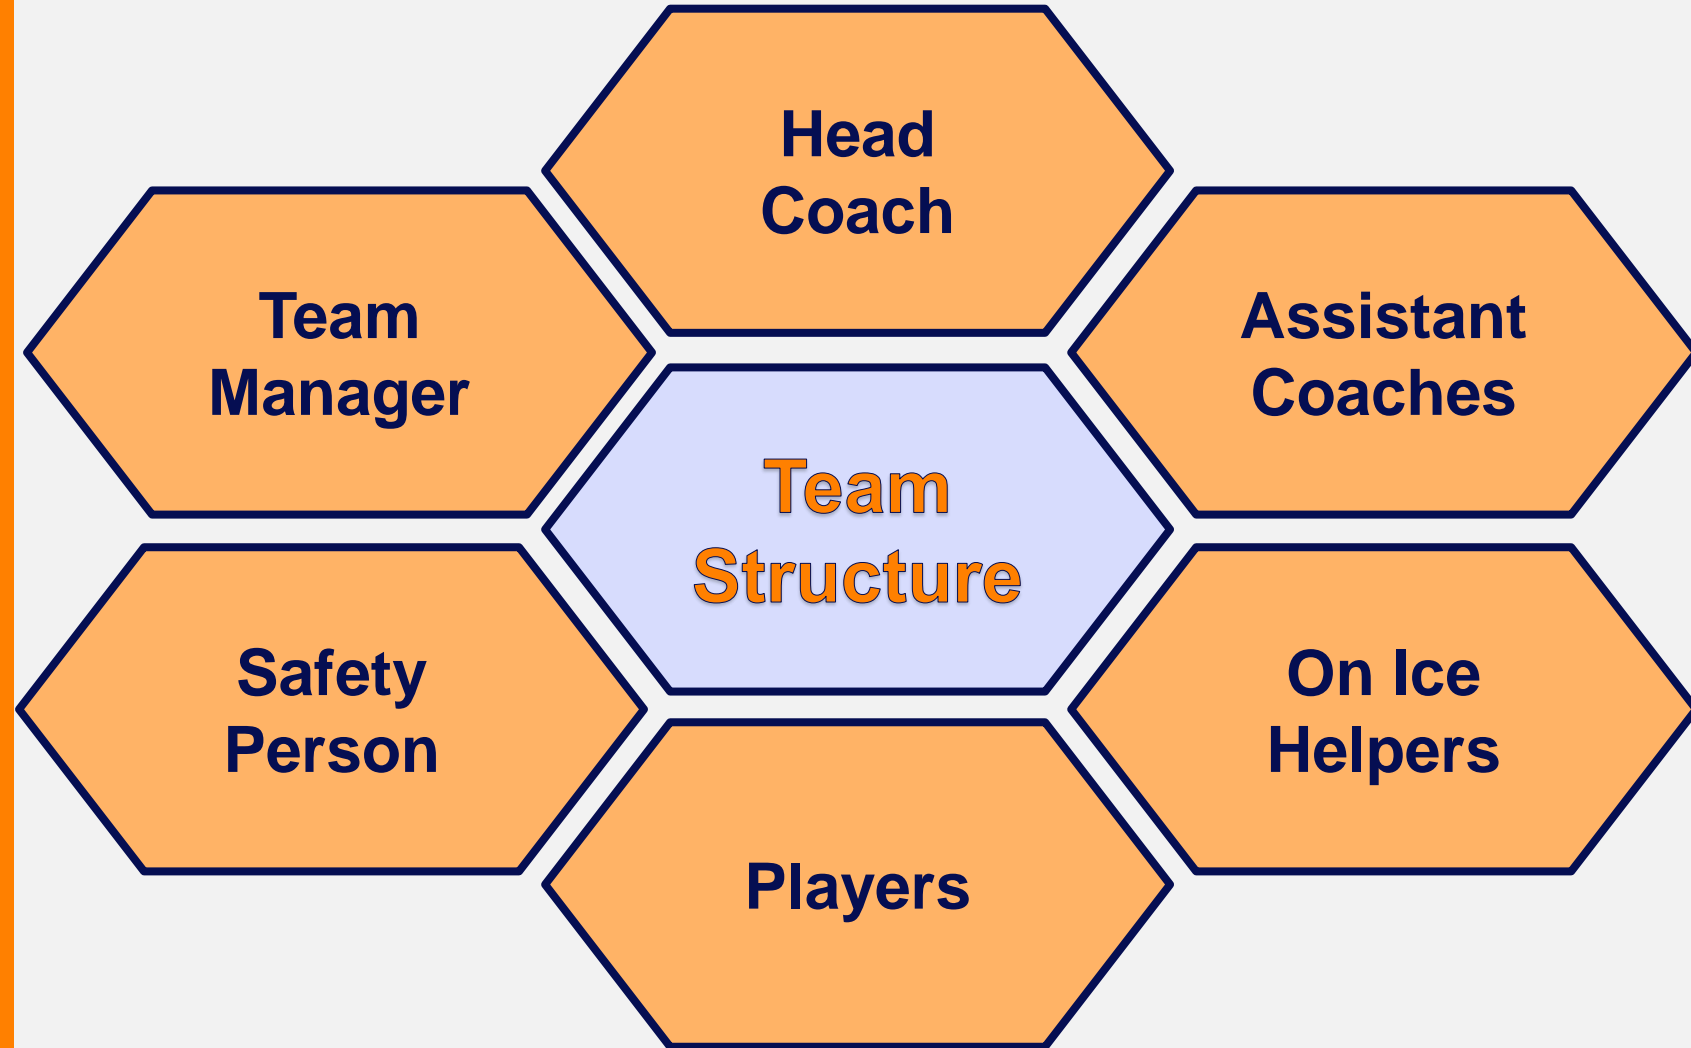 Head
Coach
Team
Manager
Assistant
Coaches
Team
Structure
Safety
Person
On Ice
Helpers
Players